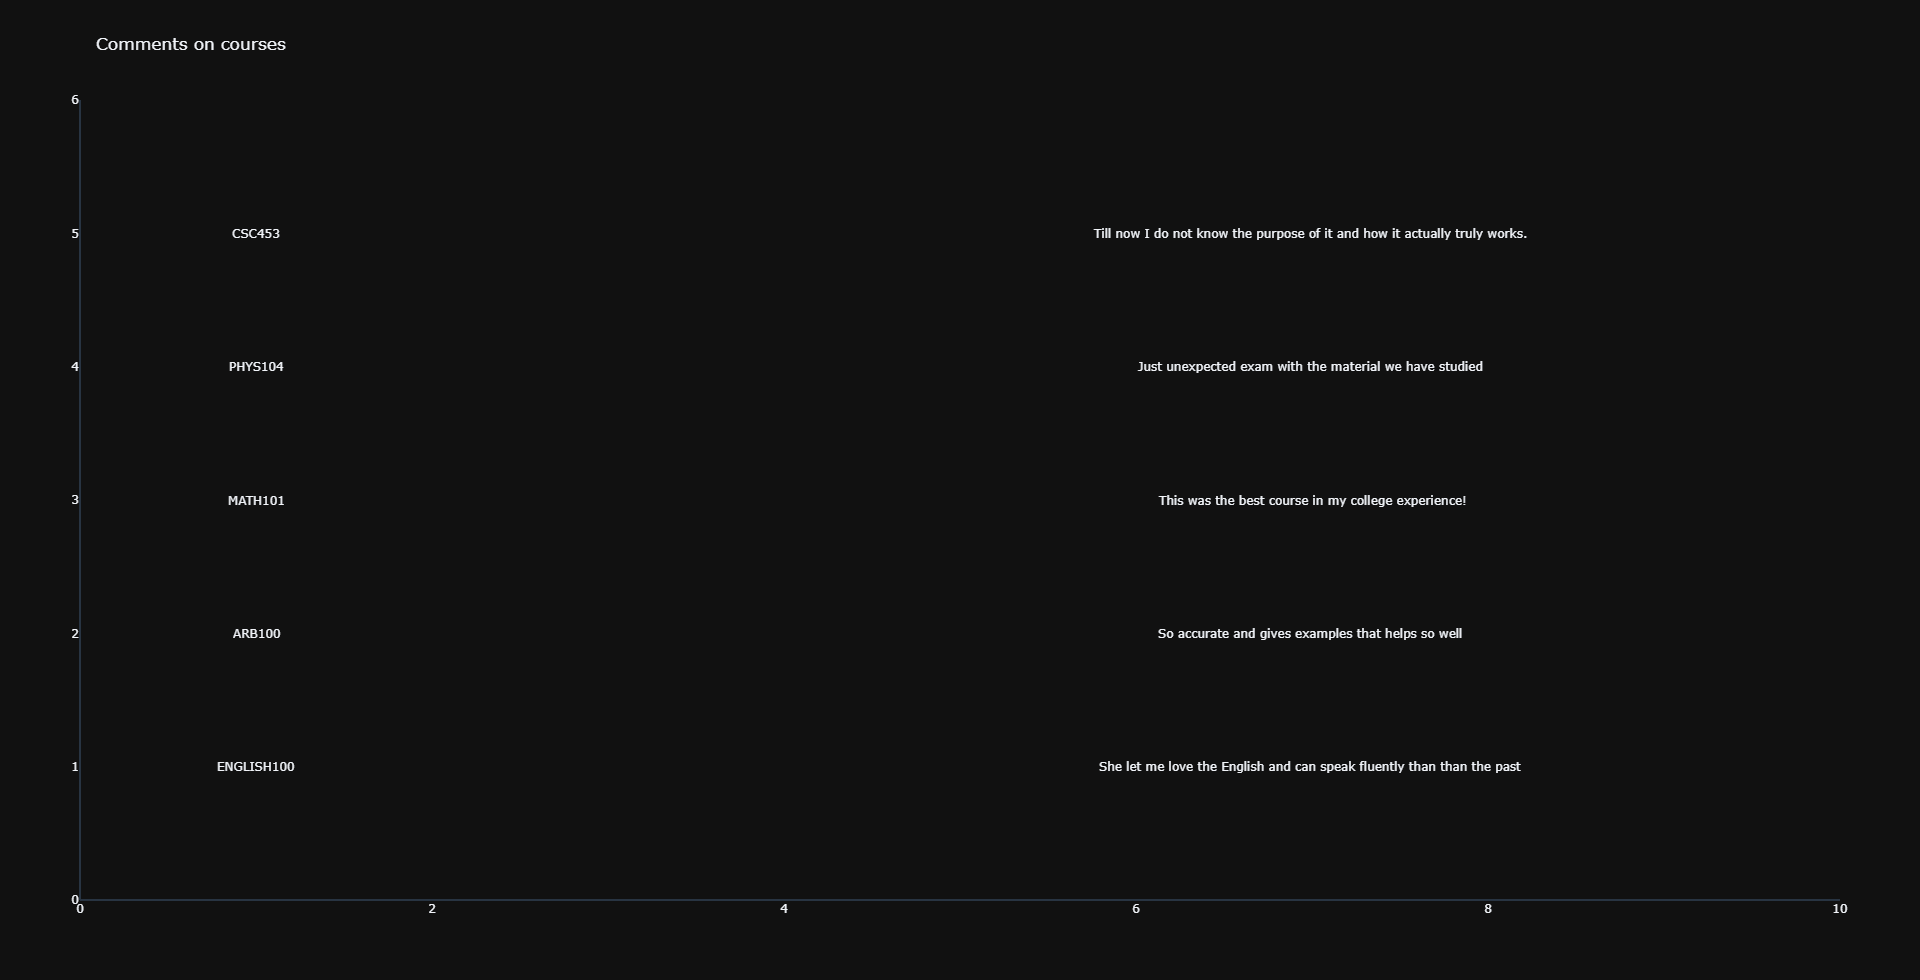 Comments on courses
6
5 CSC453 Till now I do not know the purpose of it and how it actually truly works.
4 PHYS104 Just unexpected exam with the material we have studied
3 MATH101 This was the best course in my college experience!
2 ARB100 So accurate and gives examples that helps so well
1 ENGLISH100 She let me love the English and can speak fluently than than the past
0
0 2 4 6 8 10